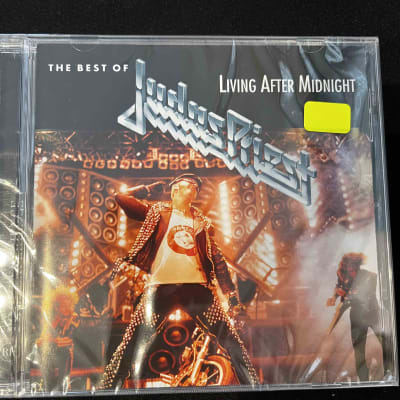 THE BEST OF
LIVING AFTER MIDNIGHT
Judas Priest